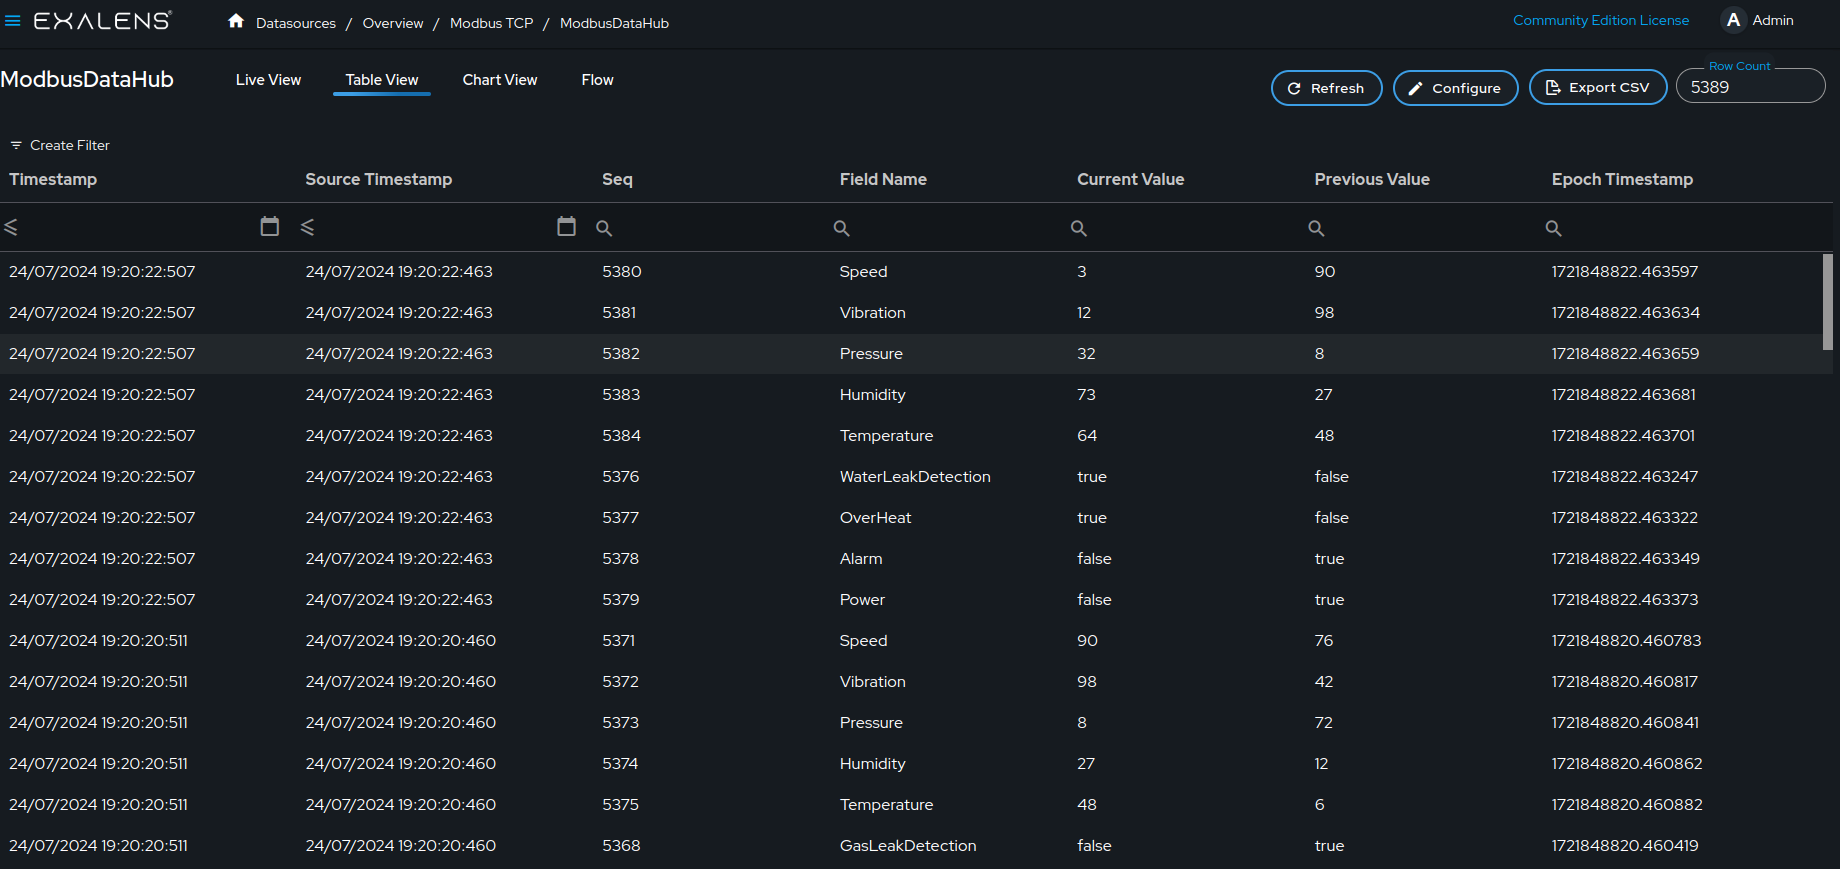 EXALENS® Datasources / Overview / Modbus TCP / ModbusDataHub Community Edition License A Admin
ModbusDataHub Live View Table View Chart View Flow Refresh Configure Export CSV Row Count 5389
Create Filter
Timestamp Source Timestamp Seq Field Name Current Value Previous Value Epoch Timestamp
24/07/2024 19:20:22:507 24/07/2024 19:20:22:463 5380 Speed 3 90 1721848822.463597
24/07/2024 19:20:22:507 24/07/2024 19:20:22:463 5381 Vibration 12 98 1721848822.463634
24/07/2024 19:20:22:507 24/07/2024 19:20:22:463 5382 Pressure 32 8 1721848822.463659
24/07/2024 19:20:22:507 24/07/2024 19:20:22:463 5383 Humidity 73 27 1721848822.463681
24/07/2024 19:20:22:507 24/07/2024 19:20:22:463 5384 Temperature 64 48 1721848822.463701
24/07/2024 19:20:22:507 24/07/2024 19:20:22:463 5376 WaterLeakDetection true false 1721848822.463247
24/07/2024 19:20:22:507 24/07/2024 19:20:22:463 5377 OverHeat true false 1721848822.463322
24/07/2024 19:20:22:507 24/07/2024 19:20:22:463 5378 Alarm false true 1721848822.463349
24/07/2024 19:20:22:507 24/07/2024 19:20:22:463 5379 Power false true 1721848822.463373
24/07/2024 19:20:20:511 24/07/2024 19:20:20:460 5371 Speed 90 76 1721848820.460783
24/07/2024 19:20:20:511 24/07/2024 19:20:20:460 5372 Vibration 98 42 1721848820.460817
24/07/2024 19:20:20:511 24/07/2024 19:20:20:460 5373 Pressure 8 72 1721848820.460841
24/07/2024 19:20:20:511 24/07/2024 19:20:20:460 5374 Humidity 27 12 1721848820.460862
24/07/2024 19:20:20:511 24/07/2024 19:20:20:460 5375 Temperature 48 6 1721848820.460882
24/07/2024 19:20:20:511 24/07/2024 19:20:20:460 5368 GasLeakDetection false true 1721848820.460419